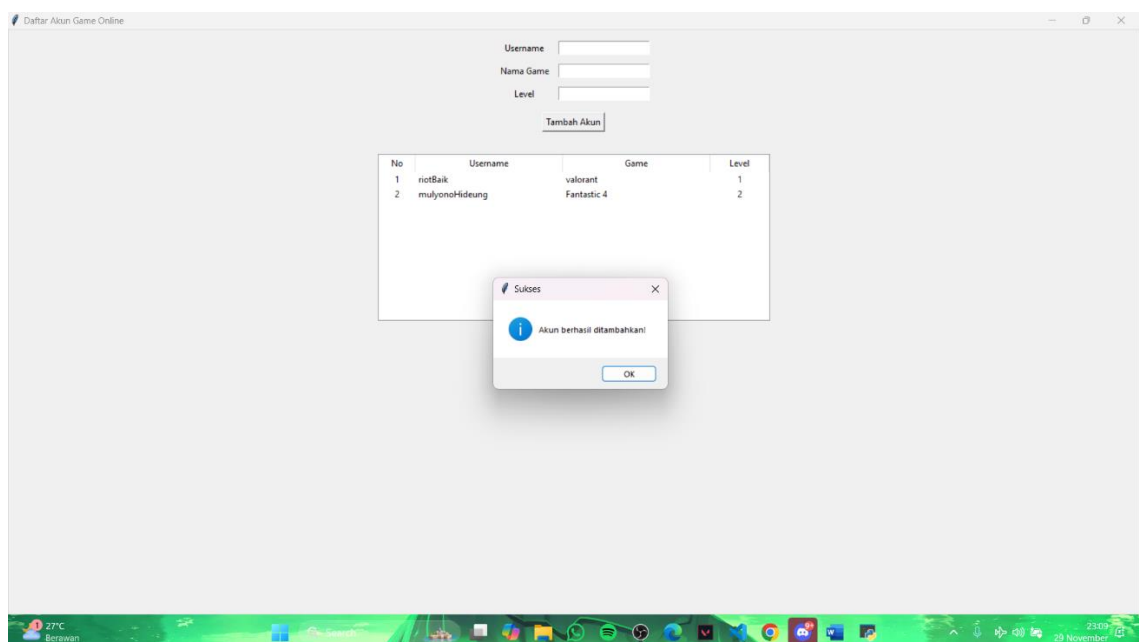 Daftar Akun Game Online
Username
Nama Game
Level
Tambah Akun
No Username Game Level
1 riotBaik valorant 1
2 mulyonoHideung Fantastic 4 2
Sukses
Akun berhasil ditambahkan!
OK
1
27°C
Berawan
Search
23:09
29 November